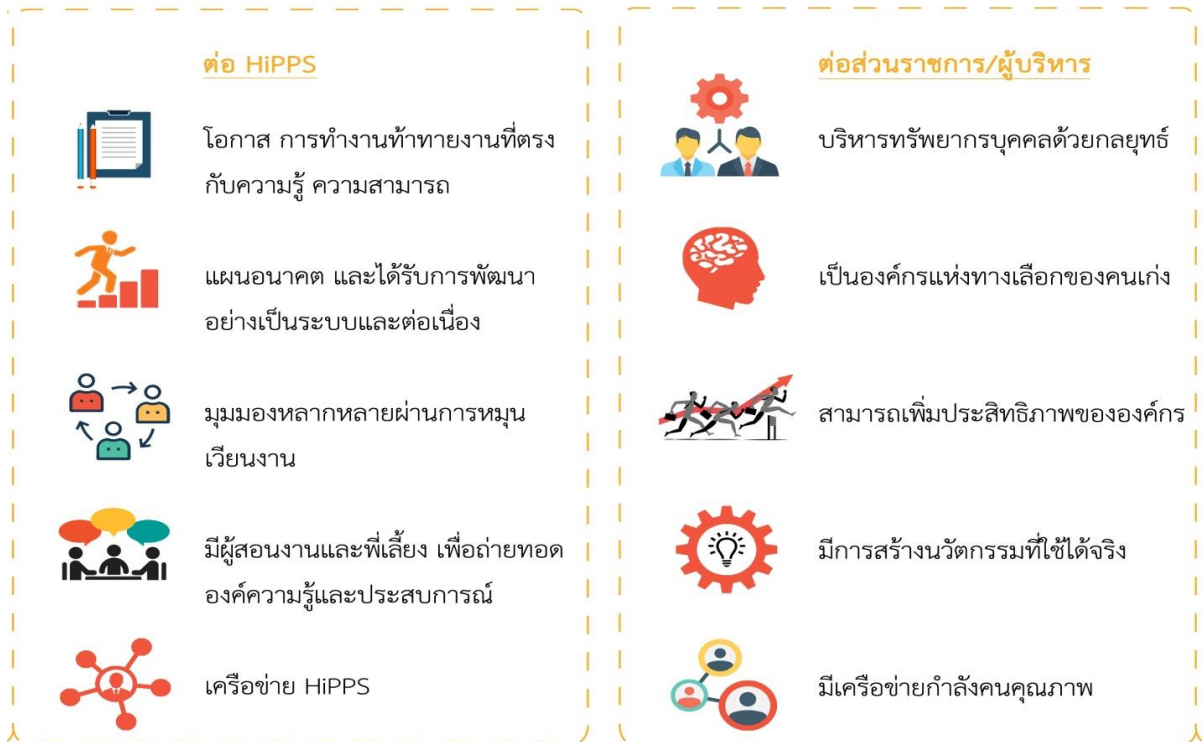 ต่อ HiPPS
โอกาส การทำงานท้าทายงานที่ตรง
กับความรู้ ความสามารถ
แผนอนาคต และได้รับการพัฒนา
อย่างเป็นระบบและต่อเนื่อง
มุมมองหลากหลายผ่านการหมุน
เวียนงาน
มีผู้สอนงานและพี่เลี้ยง เพื่อถ่ายทอด
องค์ความรู้และประสบการณ์
เครือข่าย HiPPS
ต่อส่วนราชการ/ผู้บริหาร
บริหารทรัพยากรบุคคลด้วยกลยุทธ์
เป็นองค์กรแห่งทางเลือกของคนเก่ง
สามารถเพิ่มประสิทธิภาพขององค์กร
มีการสร้างนวัตกรรมที่ใช้ได้จริง
มีเครือข่ายกำลังคนคุณภาพ